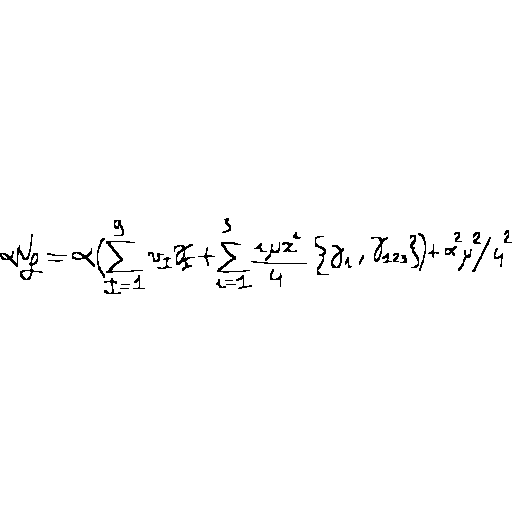 \alpha N_f = \alpha ( \sum_{I=1}^{9} v_I \gamma_I + \sum_{i=1}^{3} \frac{i \mu x^i}{4} \{ \gamma_i , \gamma_{123} \} ) + \alpha^2 \mu^2 / 4^2